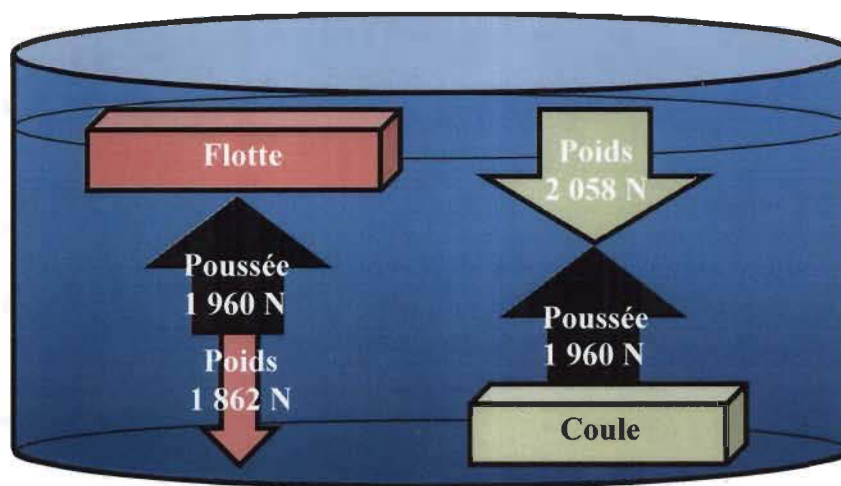 Flotte
Poussée
1 960 N
Poids
1 862 N
Poids
2 058 N
Poussée
1 960 N
Coule